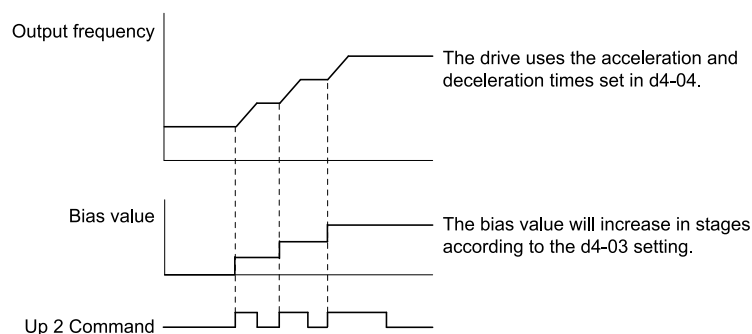 Output frequency
The drive uses the acceleration and
deceleration times set in d4-04.
Bias value
The bias value will increase in stages
according to the d4-03 setting.
Up 2 Command